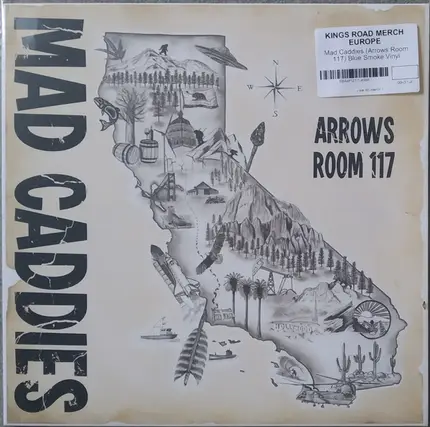 MAD CADDIES
KINGS ROAD MERCH
EUROPE
Mad Caddies (Arrows Room
117) Blue Smoke Vinyl
N
W E
S
ARROWS
ROOM 117